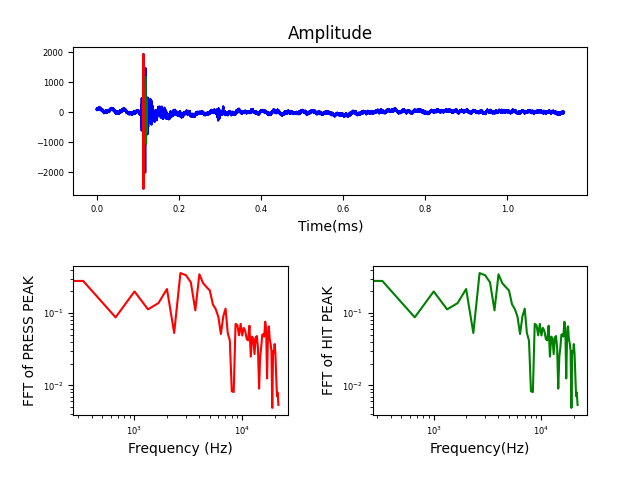 Amplitude
2000
1000
0
−1000
−2000
0.0 0.2 0.4 0.6 0.8 1.0
Time(ms)
FFT of PRESS PEAK
10⁻¹
10⁻²
10³ 10⁴
Frequency (Hz)
FFT of HIT PEAK
10⁻¹
10⁻²
10³ 10⁴
Frequency(Hz)